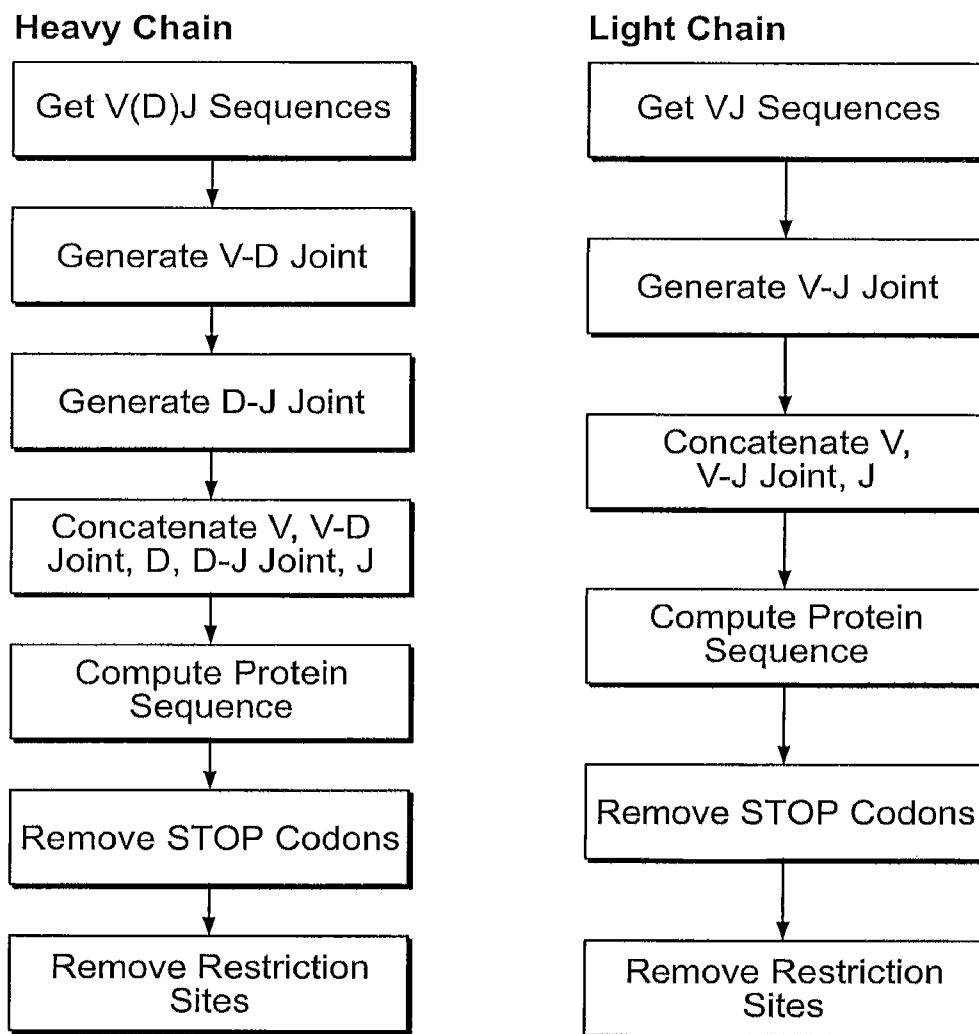 Heavy Chain
Get V(D)J Sequences
Generate V-D Joint
Generate D-J Joint
Concatenate V, V-D
Joint, D, D-J Joint, J
Compute Protein
Sequence
Remove STOP Codons
Remove Restriction
Sites
Light Chain
Get VJ Sequences
Generate V-J Joint
Concatenate V,
V-J Joint, J
Compute Protein
Sequence
Remove STOP Codons
Remove Restriction
Sites